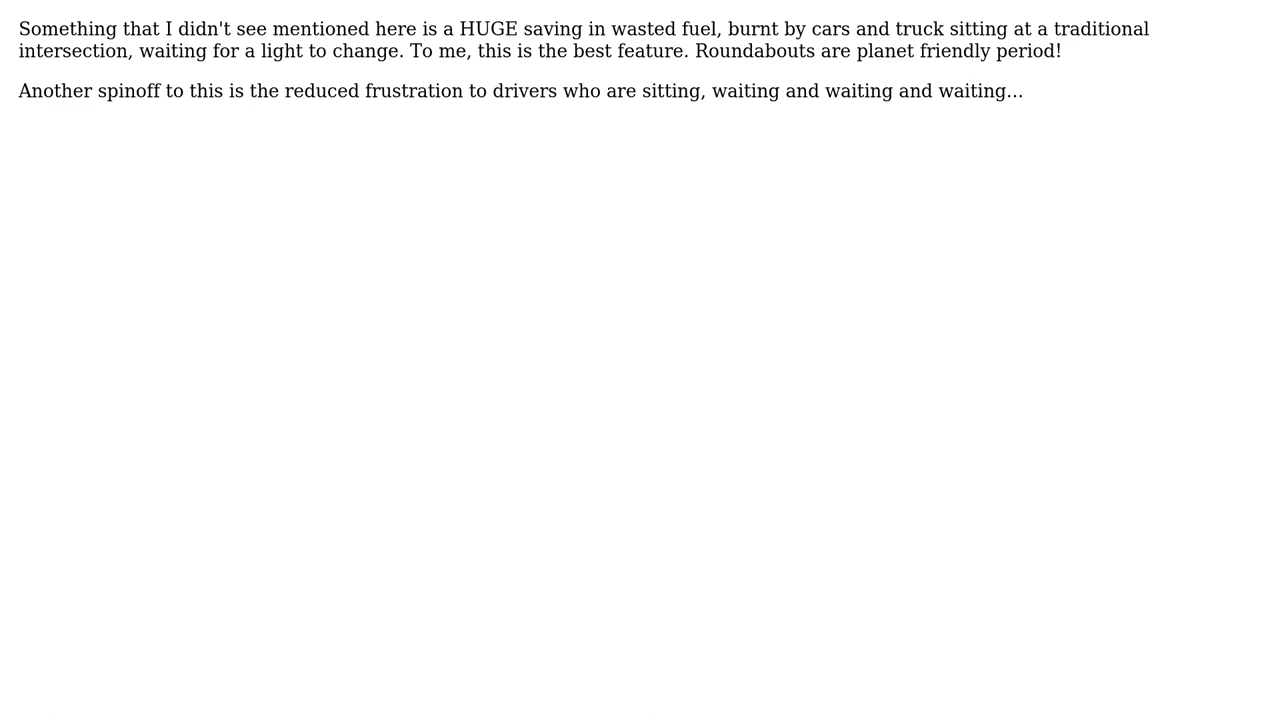 Something that I didn't see mentioned here is a HUGE saving in wasted fuel, burnt by cars and truck sitting at a traditional
intersection, waiting for a light to change. To me, this is the best feature. Roundabouts are planet friendly period!
Another spinoff to this is the reduced frustration to drivers who are sitting, waiting and waiting and waiting...